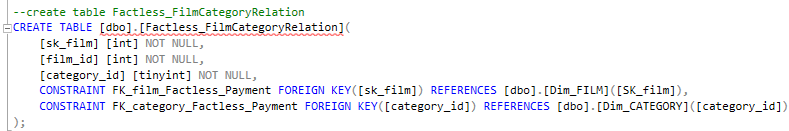 --create table Factless_FilmCategoryRelation
CREATE TABLE [dbo].[Factless_FilmCategoryRelation](
[sk_film] [int] NOT NULL,
[film_id] [int] NOT NULL,
[category_id] [tinyint] NOT NULL,
CONSTRAINT FK_film_Factless_Payment FOREIGN KEY([sk_film]) REFERENCES [dbo].[Dim_FILM]([SK_film]),
CONSTRAINT FK_category_Factless_Payment FOREIGN KEY([category_id]) REFERENCES [dbo].[Dim_CATEGORY]([category_id])
);